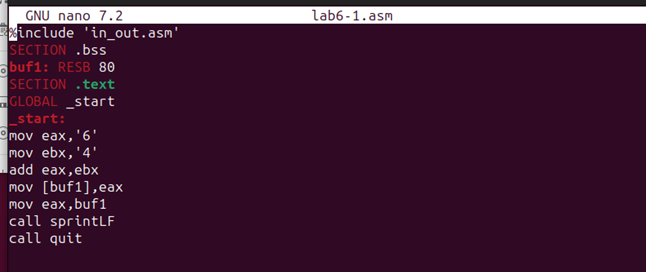 GNU nano 7.2 lab6-1.asm
%include 'in_out.asm'
SECTION .bss
buf1: RESB 80
SECTION .text
GLOBAL _start
_start:
mov eax,'6'
mov ebx,'4'
add eax,ebx
mov [buf1],eax
mov eax,buf1
call sprintLF
call quit